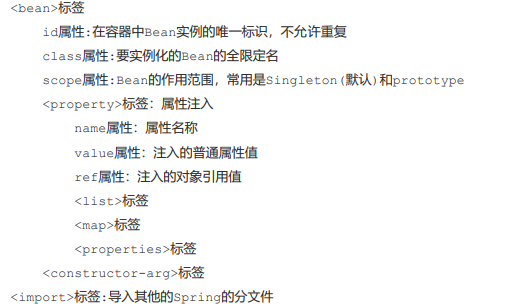 <bean>标签
id属性:在容器中Bean实例的唯一标识，不允许重复
class属性:要实例化的Bean的全限定名
scope属性:Bean的作用范围，常用是Singleton(默认)和prototype
<property>标签：属性注入
name属性：属性名称
value属性：注入的普通属性值
ref属性：注入的对象引用值
<list>标签
<map>标签
<properties>标签
<constructor-arg>标签
<import>标签:导入其他的Spring的分文件